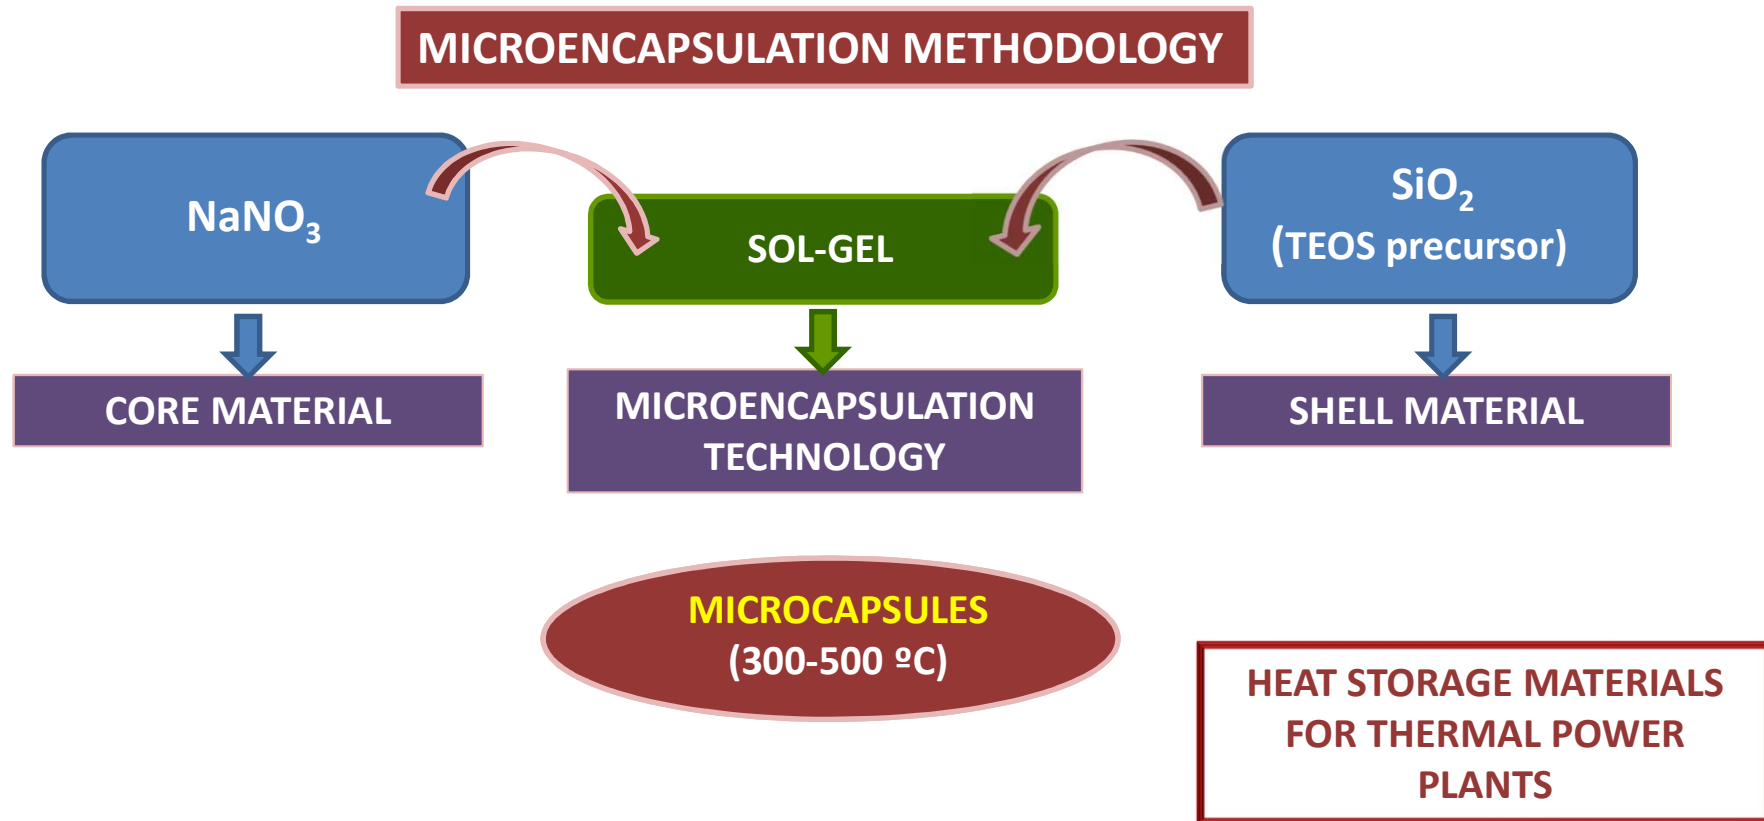 MICROENCAPSULATION METHODOLOGY
NaNO₃
SOL-GEL
SiO₂
(TEOS precursor)
CORE MATERIAL
MICROENCAPSULATION
TECHNOLOGY
SHELL MATERIAL
MICROCAPSULES
(300-500 ºC)
HEAT STORAGE MATERIALS
FOR THERMAL POWER
PLANTS